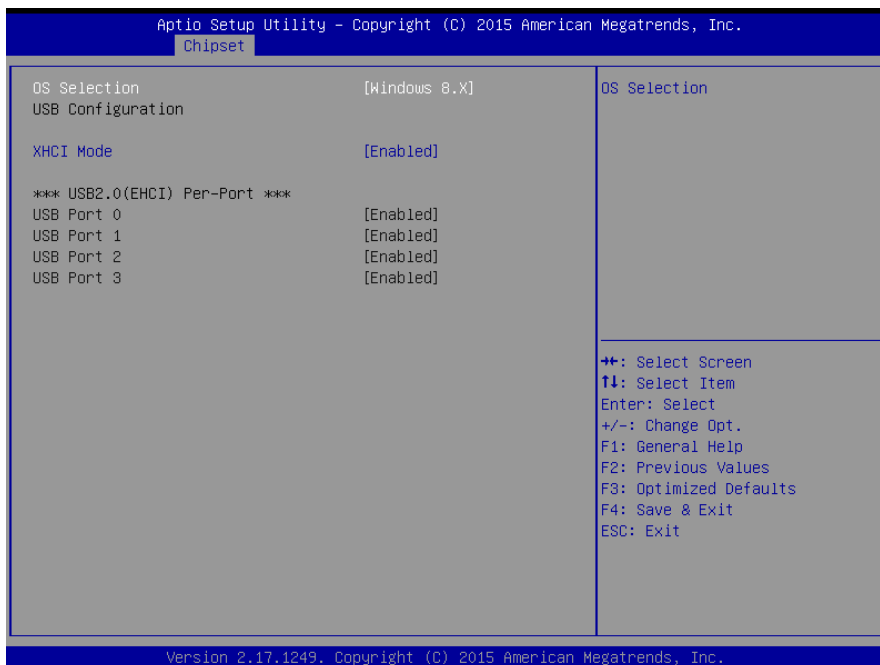 Aptio Setup Utility – Copyright (C) 2015 American Megatrends, Inc.
Chipset
OS Selection [Windows 8.X]
USB Configuration
XHCI Mode [Enabled]
*** USB2.0(EHCI) Per-Port ***
USB Port 0 [Enabled]
USB Port 1 [Enabled]
USB Port 2 [Enabled]
USB Port 3 [Enabled]
OS Selection
→←: Select Screen
↑↓: Select Item
Enter: Select
+/-: Change Opt.
F1: General Help
F2: Previous Values
F3: Optimized Defaults
F4: Save & Exit
ESC: Exit
Version 2.17.1249. Copyright (C) 2015 American Megatrends, Inc.